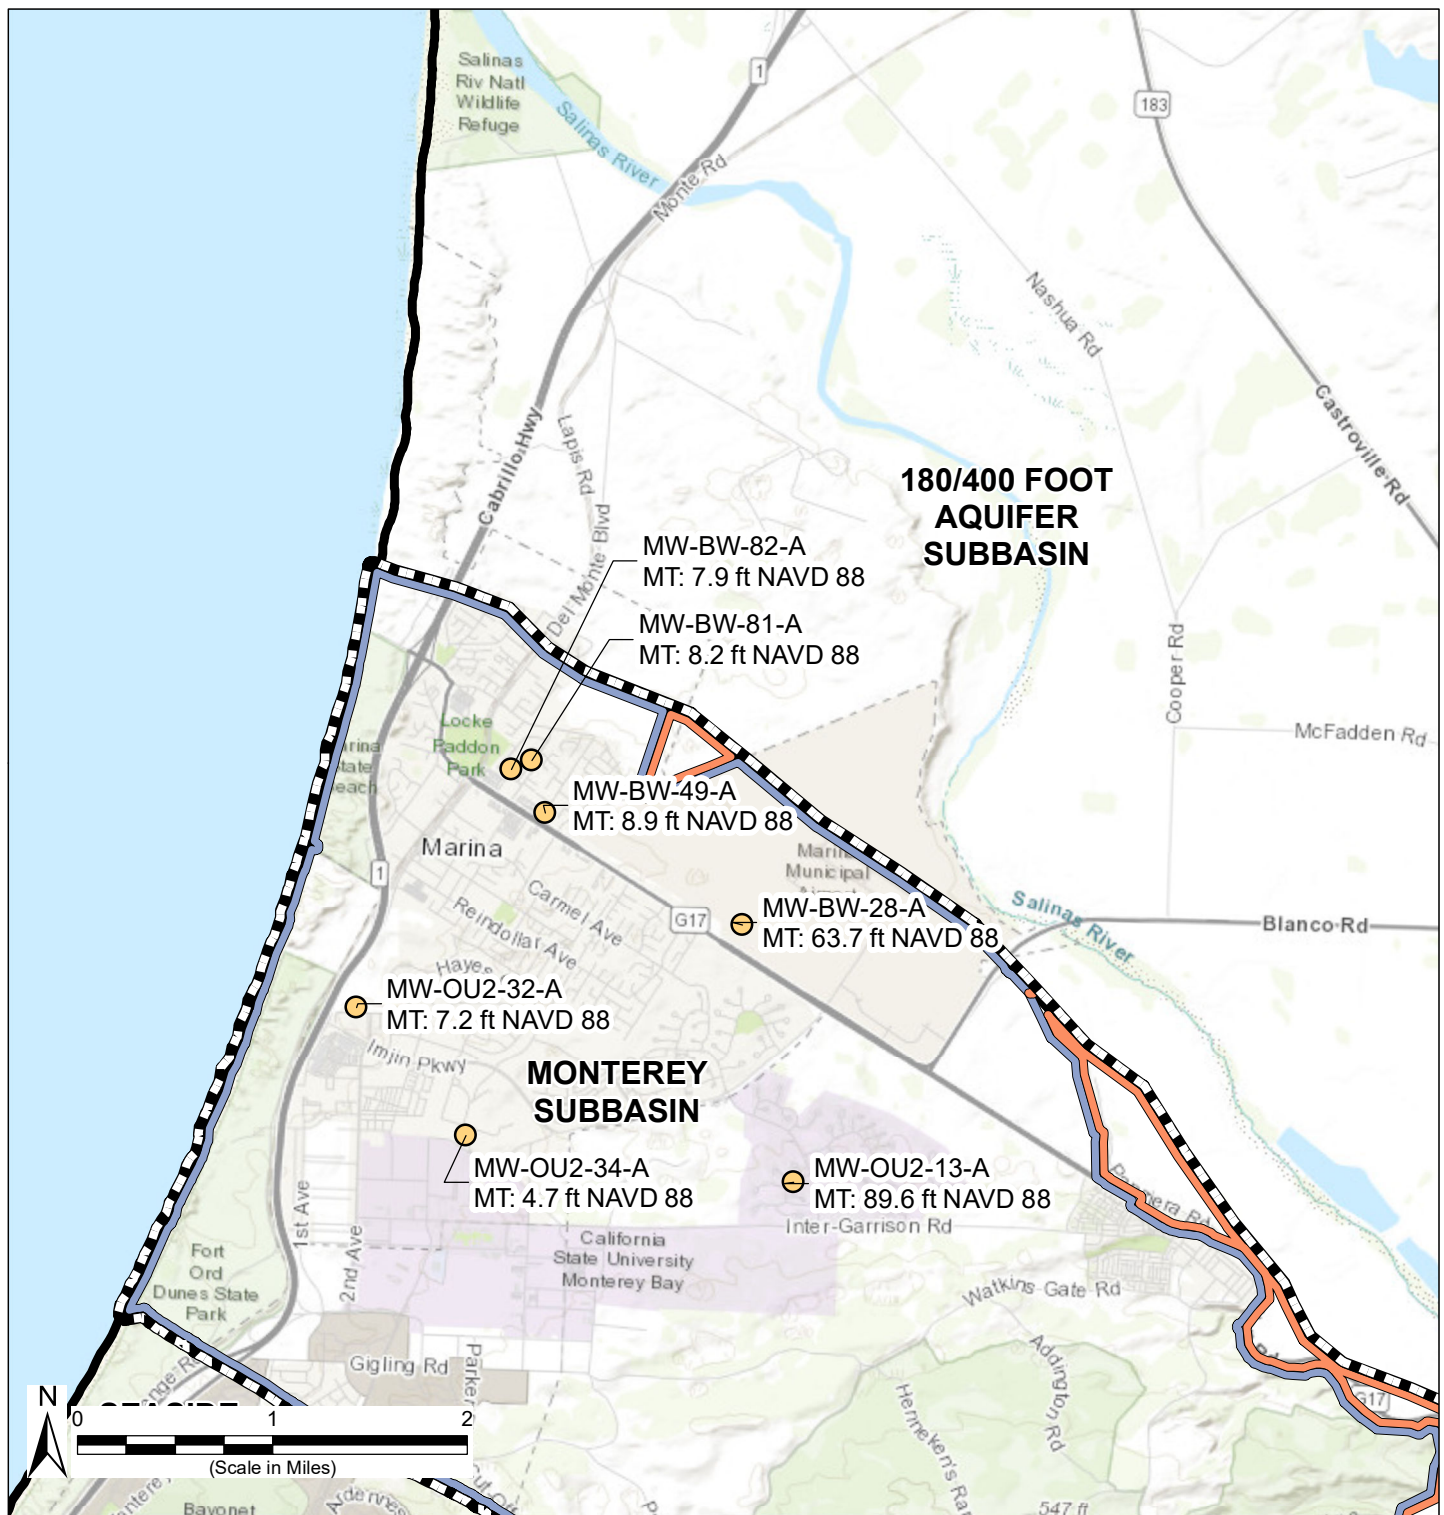 Salinas
Riv Natl
Wildlife
Refuge
1
183
Salinas River
Monte Rd
Nashua Rd
Castroville Rd
Cabrillo Hwy
Lapis Rd
Del Monte Blvd
180/400 FOOT
AQUIFER
SUBBASIN
MW-BW-82-A
MT: 7.9 ft NAVD 88
MW-BW-81-A
MT: 8.2 ft NAVD 88
Cooper Rd
McFadden Rd
Locke
Paddon
Park
MW-BW-49-A
MT: 8.9 ft NAVD 88
Marina
1
Municipal
Carmel Ave
Reindollar Ave
G17
MW-BW-28-A
MT: 63.7 ft NAVD 88
Salinas River
Blanco Rd
Hayes
MW-OU2-32-A
MT: 7.2 ft NAVD 88
Imjin Pkwy
MONTEREY
SUBBASIN
MW-OU2-34-A
MT: 4.7 ft NAVD 88
MW-OU2-13-A
MT: 89.6 ft NAVD 88
1st Ave
2nd Ave
Inter-Garrison Rd
California
State University
Monterey Bay
Fort
Ord
Dunes State
Park
Watkins Gate Rd
Addington Rd
Gigling Rd
G17
N
0 1 2
(Scale in Miles)
Bayonet
547 ft